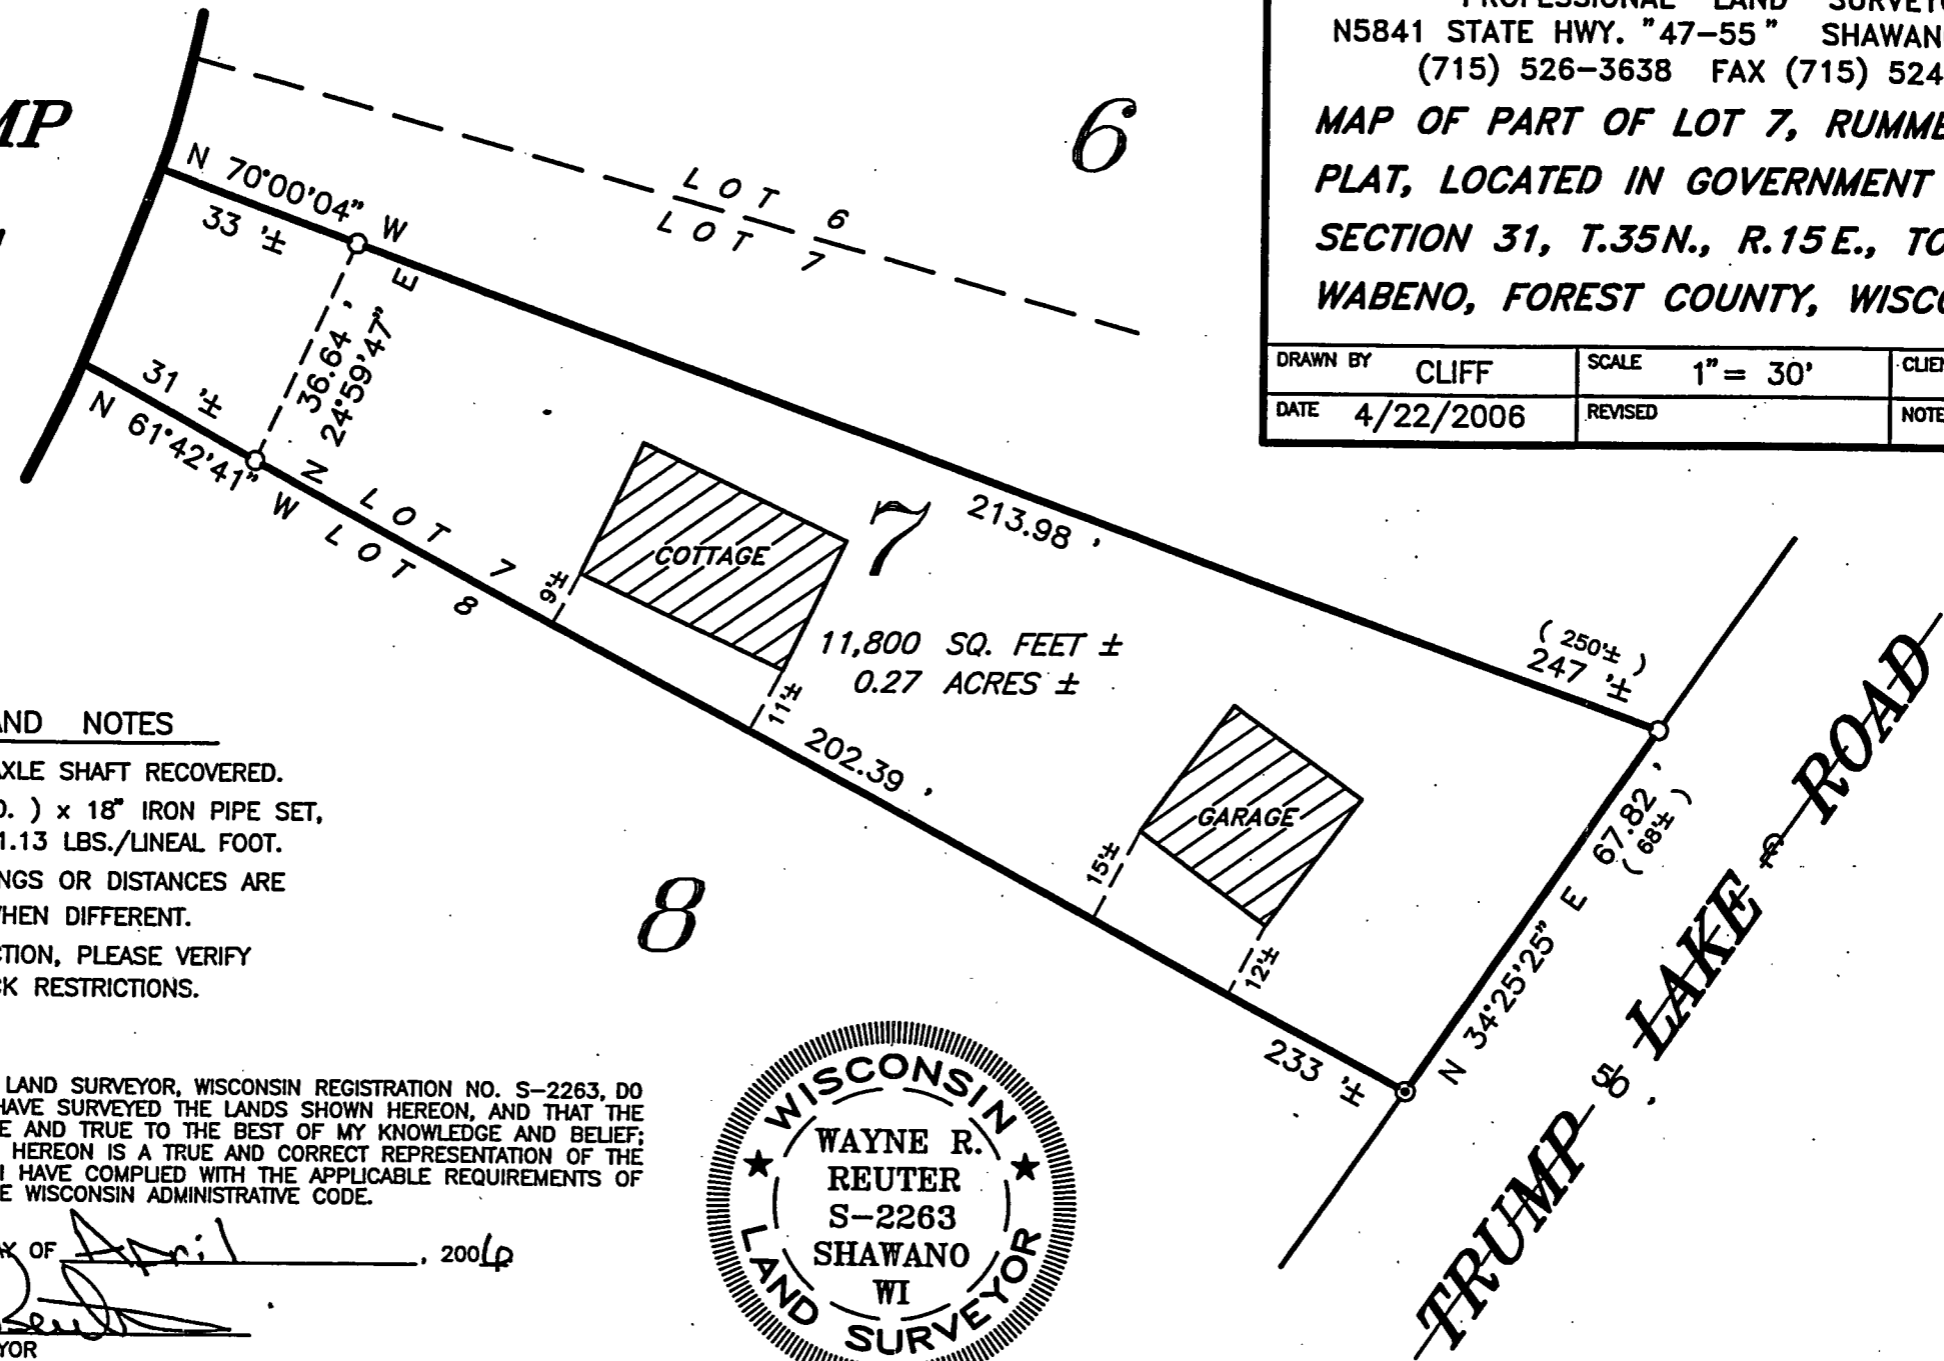 PROFESSIONAL LAND
N5841 STATE HWY. "47-55"
(715) 526-3638 FAX (715) 524
MAP OF PART OF LOT 7,
PLAT, LOCATED IN GOVERNMENT
SECTION 31, T.35N., R.15E.,
WABENO, FOREST COUNTY,
DRAWN BY CLIFF
SCALE 1" = 30'
DATE 4/22/2006
REVISED
MP
6
N 70°00'04" W
33 '±
LOT 6
LOT 7
36.64 '
N 24°59'47" E
31 '±
N 61°42'41" W
LOT 7
LOT 8
COTTAGE
7
213.98 '
9'±
11'±
11,800 SQ. FEET ±
0.27 ACRES ±
( 250'± )
247 '±
202.39 '
GARAGE
15'±
12'±
67.82 '
( 68'± )
N 34°25'25" E
233 '±
8
TRUMP LAKE ROAD
AND NOTES
AXLE SHAFT RECOVERED.
) x 18" IRON PIPE SET,
1.13 LBS./LINEAL FOOT.
OR DISTANCES ARE
WHEN DIFFERENT.
PLEASE VERIFY
RESTRICTIONS.
LAND SURVEYOR, WISCONSIN REGISTRATION NO. S-2263, DO
HAVE SURVEYED THE LANDS SHOWN HEREON, AND THAT THE
AND TRUE TO THE BEST OF MY KNOWLEDGE AND BELIEF;
HEREON IS A TRUE AND CORRECT REPRESENTATION OF THE
I HAVE COMPLIED WITH THE APPLICABLE REQUIREMENTS OF
WISCONSIN ADMINISTRATIVE CODE.
OF April , 2006
WISCONSIN
WAYNE R.
REUTER
S-2263
SHAWANO
WI
LAND SURVEYOR